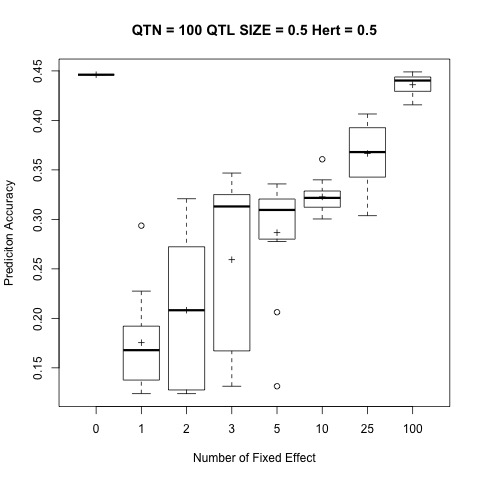 QTN = 100 QTL SIZE = 0.5 Hert = 0.5
Prediciton Accuracy
0.45
0.40
0.35
0.30
0.25
0.20
0.15
0 1 2 3 5 10 25 100
Number of Fixed Effect